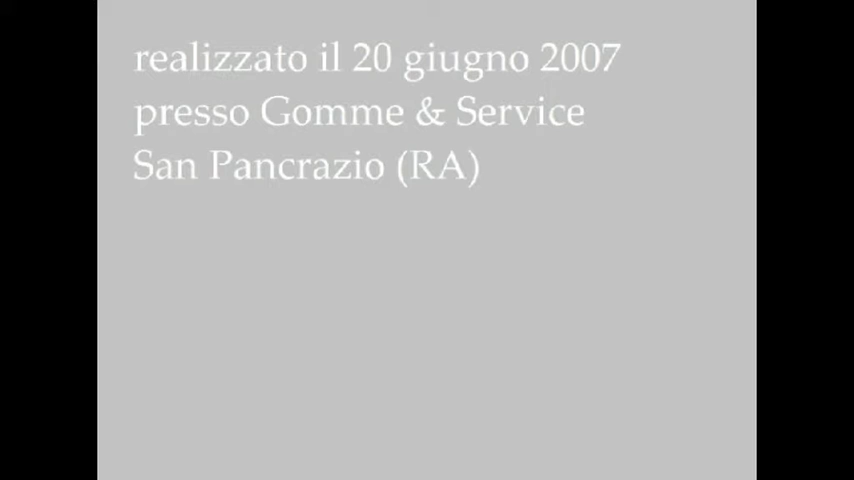 realizzato il 20 giugno 2007
presso Gomme & Service
San Pancrazio (RA)